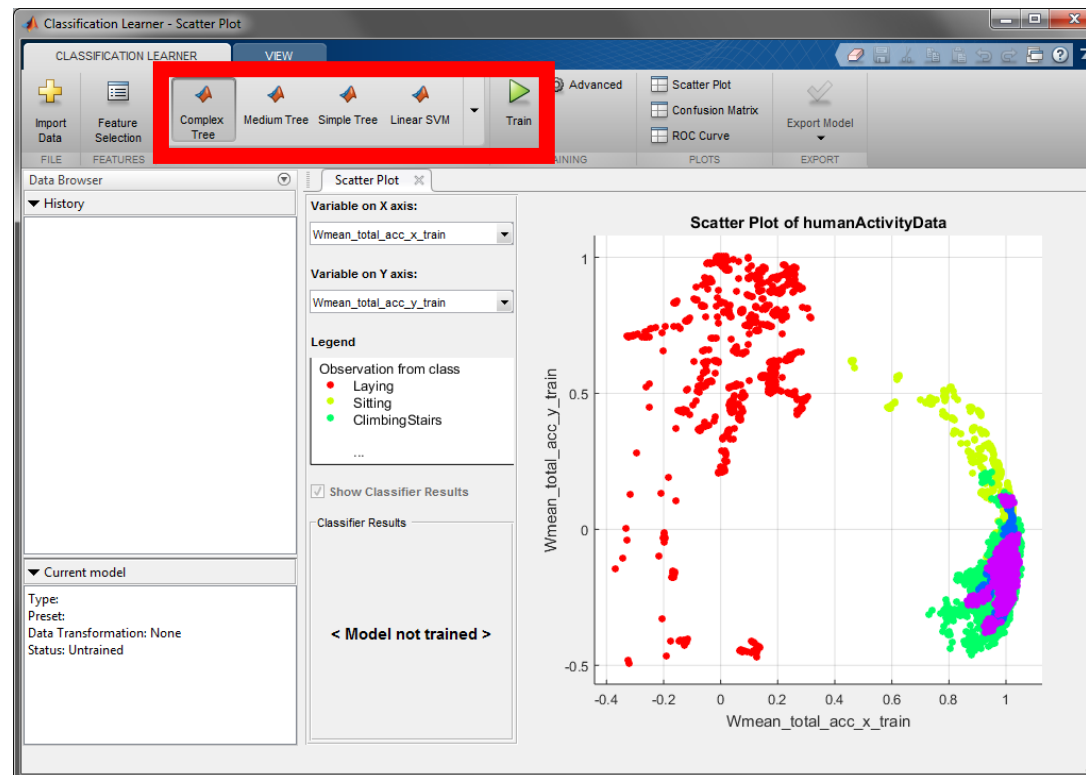 Classification Learner - Scatter Plot
CLASSIFICATION LEARNER
VIEW
Import
Data
Feature
Selection
Complex
Tree
Medium Tree
Simple Tree
Linear SVM
Train
Advanced
Scatter Plot
Confusion Matrix
ROC Curve
Export Model
FILE
FEATURES
PLOTS
EXPORT
Data Browser
History
Current model
Type:
Preset:
Data Transformation: None
Status: Untrained
Scatter Plot
Variable on X axis:
Wmean_total_acc_x_train
Variable on Y axis:
Wmean_total_acc_y_train
Legend
Observation from class
Laying
Sitting
ClimbingStairs
...
Show Classifier Results
Classifier Results
< Model not trained >
Scatter Plot of humanActivityData
Wmean_total_acc_y_train
1
0.5
0
-0.5
-0.4 -0.2 0 0.2 0.4 0.6 0.8 1
Wmean_total_acc_x_train